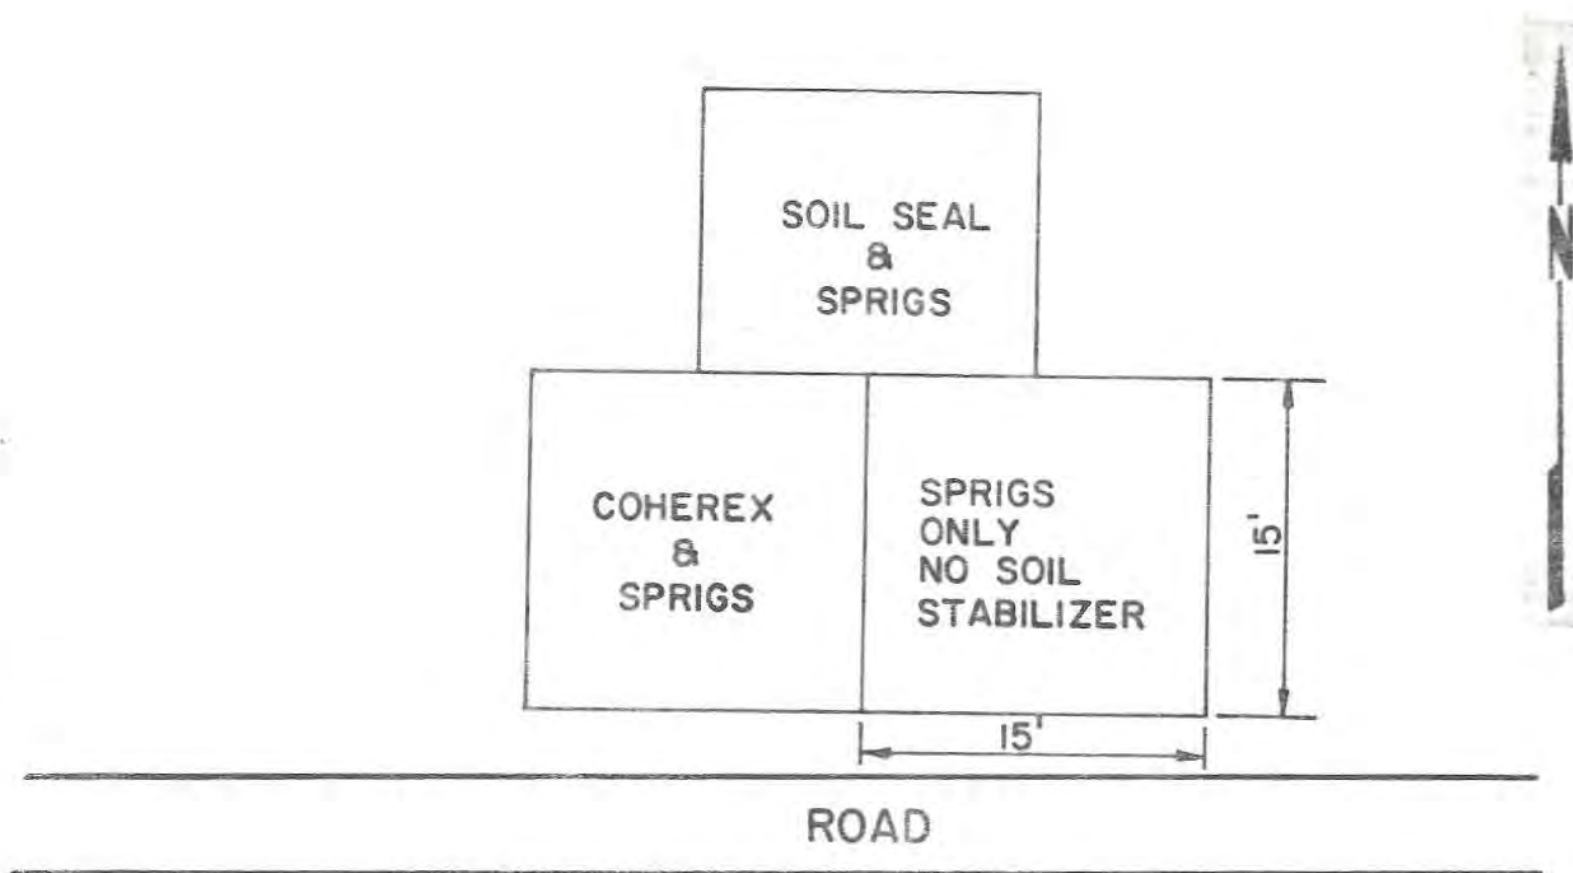 SOIL SEAL
&
SPRIGS
N
COHEREX
&
SPRIGS
SPRIGS
ONLY
NO SOIL
STABILIZER
15'
15'
ROAD